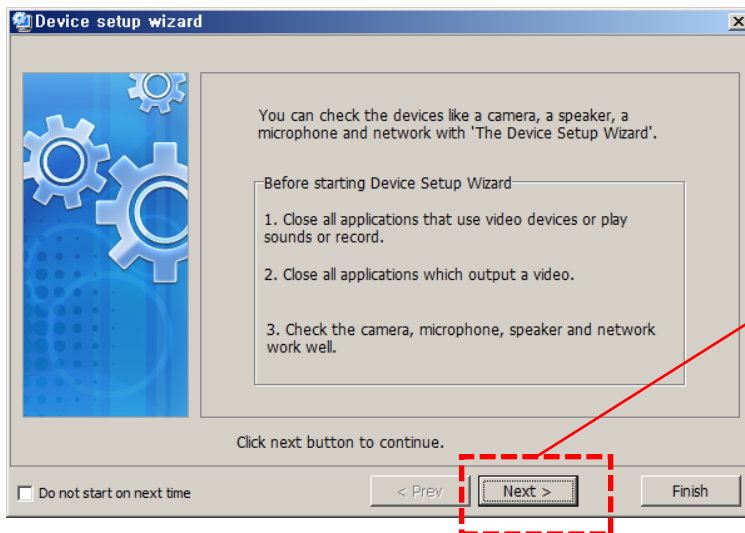 Device setup wizard
You can check the devices like a camera, a speaker, a
microphone and network with 'The Device Setup Wizard'.
Before starting Device Setup Wizard
1. Close all applications that use video devices or play
sounds or record.
2. Close all applications which output a video.
3. Check the camera, microphone, speaker and network
work well.
Click next button to continue.
Do not start on next time
< Prev
Next >
Finish